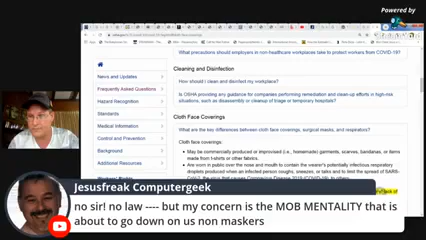 Powered by
What precautions should employers in non-healthcare workplaces take to protect workers from COVID-19?
News and Updates
Frequently Asked Questions
Hazard Recognition
Standards
Medical Information
Control and Prevention
Background
Additional Resources
Cleaning and Disinfection
How should I clean and disinfect my workplace?
Is OSHA providing any guidance for companies performing remediation and clean-up efforts in high-risk
situations, such as disassembly or cleanup of triage or temporary hospitals?
Cloth Face Coverings
What are the key differences between cloth face coverings, surgical masks, and respirators?
Cloth face coverings:
May be commercially produced or improvised (i.e., homemade) garments, scarves, bandanas, or items
made from t-shirts or other fabrics.
Are worn in public over the nose and mouth to contain the wearer's potentially infectious respiratory
droplets produced when an infected person coughs, sneezes, or talks and to limit the spread of SARS-
Jesusfreak Computergeek
no sir! no law ---- but my concern is the MOB MENTALITY that is
about to go down on us non maskers